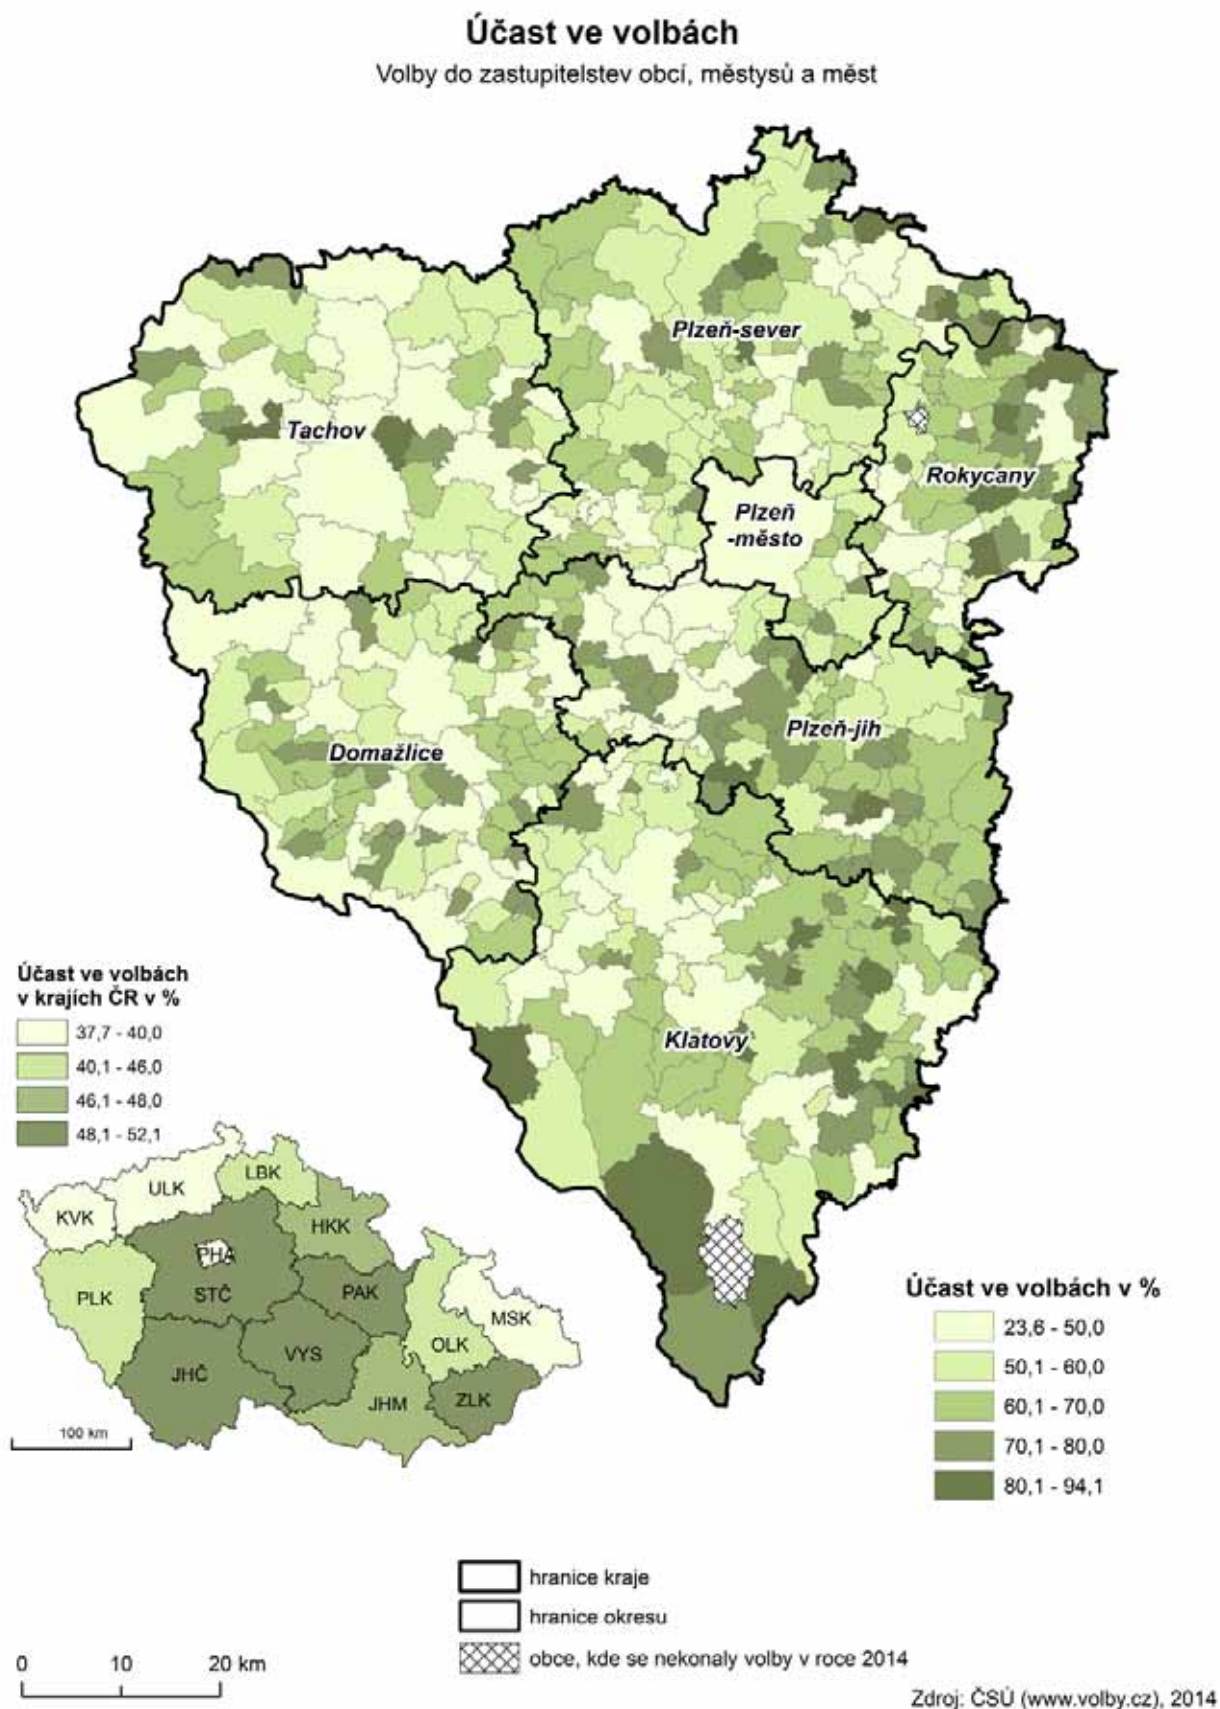 Účast ve volbách
Volby do zastupitelstev obcí, městysů a měst
Plzeň-sever
Tachov
Rokycany
Plzeň
-město
Plzeň-jih
Domažlice
Klatovy
Účast ve volbách
v krajích ČR v %
37,7 - 40,0
40,1 - 46,0
46,1 - 48,0
48,1 - 52,1
LBK
ULK
KVK
HKK
PHA
PLK
STČ
PAK
MSK
OLK
VYS
JHČ
JHM
ZLK
100 km
Účast ve volbách v %
23,6 - 50,0
50,1 - 60,0
60,1 - 70,0
70,1 - 80,0
80,1 - 94,1
hranice kraje
hranice okresu
obce, kde se nekonaly volby v roce 2014
0 10 20 km
Zdroj: ČSÚ (www.volby.cz), 2014